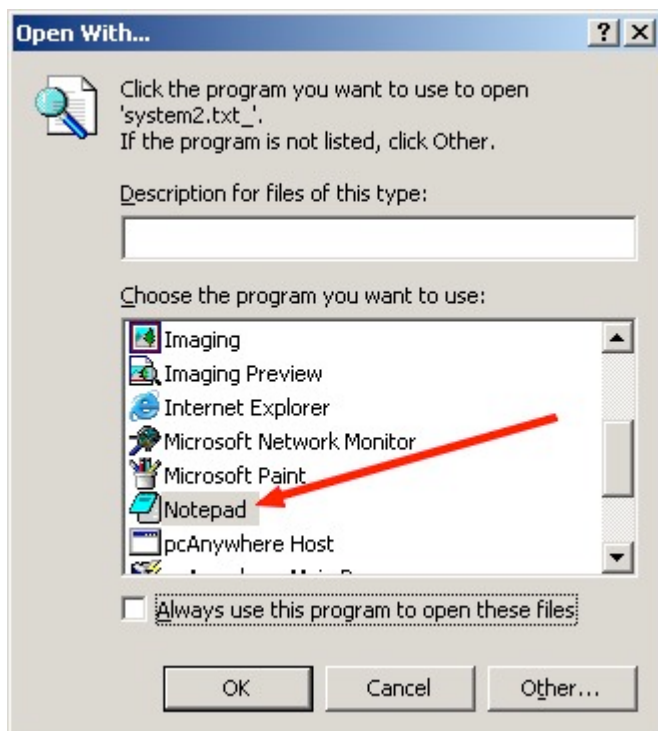 Open With...
Click the program you want to use to open
'system2.txt_'.
If the program is not listed, click Other.
Description for files of this type:
Choose the program you want to use:
Imaging
Imaging Preview
Internet Explorer
Microsoft Network Monitor
Microsoft Paint
Notepad
pcAnywhere Host
Always use this program to open these files
OK Cancel Other...